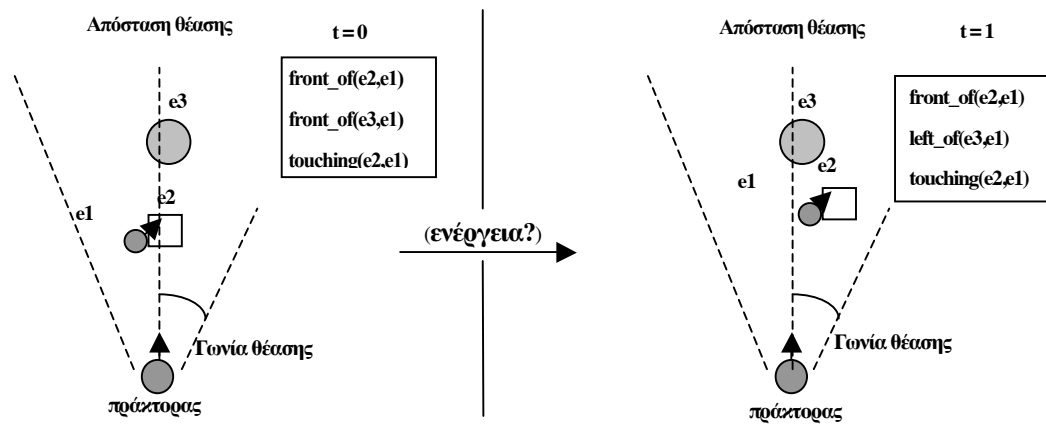 Απόσταση θέασης
t = 0
front_of(e2,e1)
front_of(e3,e1)
touching(e2,e1)
e3
e2
e1
Γωνία θέασης
πράκτορας
(ενέργεια?)
Απόσταση θέασης
t = 1
front_of(e2,e1)
left_of(e3,e1)
touching(e2,e1)
e3
e2
e1
Γωνία θέασης
πράκτορας